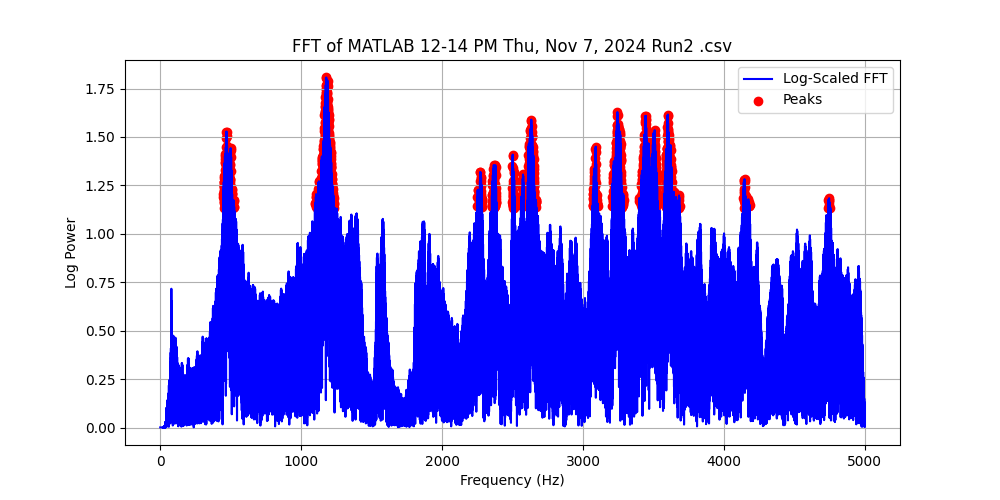 FFT of MATLAB 12-14 PM Thu, Nov 7, 2024 Run2 .csv
Log-Scaled FFT
Peaks
Log Power
1.75
1.50
1.25
1.00
0.75
0.50
0.25
0.00
0 1000 2000 3000 4000 5000
Frequency (Hz)